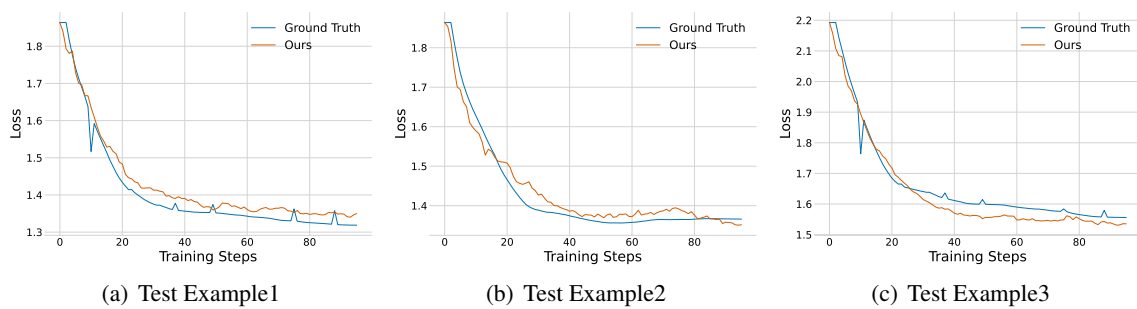 Loss
1.8
1.7
1.6
1.5
1.4
1.3
0
20
40
60
80
Training Steps
Ground Truth
Ours
(a) Test Example1
Loss
1.8
1.7
1.6
1.5
1.4
0
20
40
60
80
Training Steps
Ground Truth
Ours
(b) Test Example2
Loss
2.2
2.1
2.0
1.9
1.8
1.7
1.6
1.5
0
20
40
60
80
Training Steps
Ground Truth
Ours
(c) Test Example3